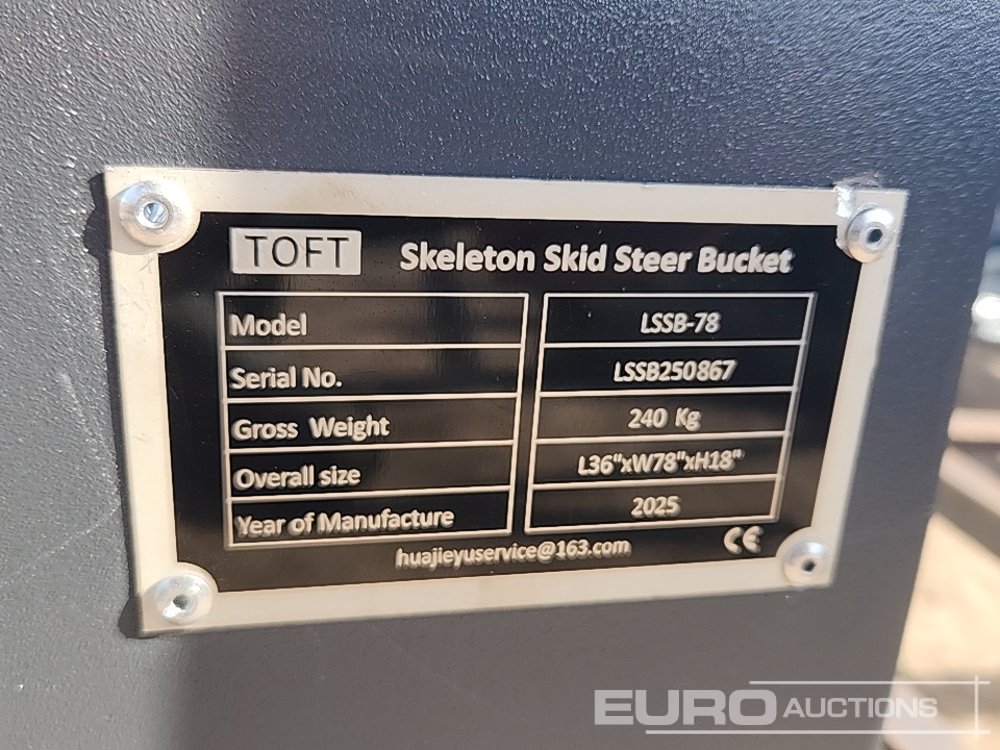 TOFT Skeleton Skid Steer Bucket
Model LSSB-78
Serial No. LSSB250867
Gross Weight 240 Kg
Overall size L36"xW78"xH18"
Year of Manufacture 2025
huajieyuservice@163.com CE
EURO AUCTIONS